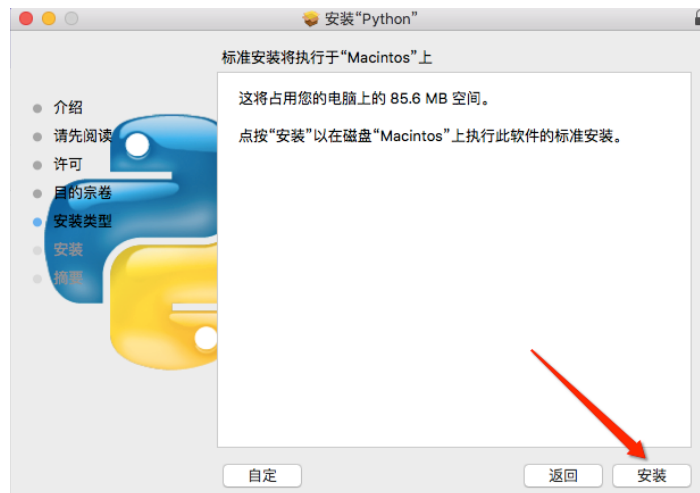 安装“Python”
标准安装将执行于“Macintos”上
介绍
请先阅读
许可
目的宗卷
安装类型
安装
摘要
这将占用您的电脑上的 85.6 MB 空间。
点按“安装”以在磁盘“Macintos”上执行此软件的标准安装。
自定
返回
安装